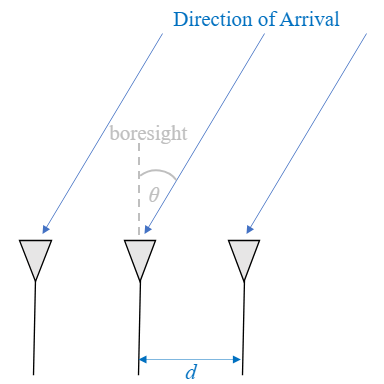 Direction of Arrival
boresight
θ
d